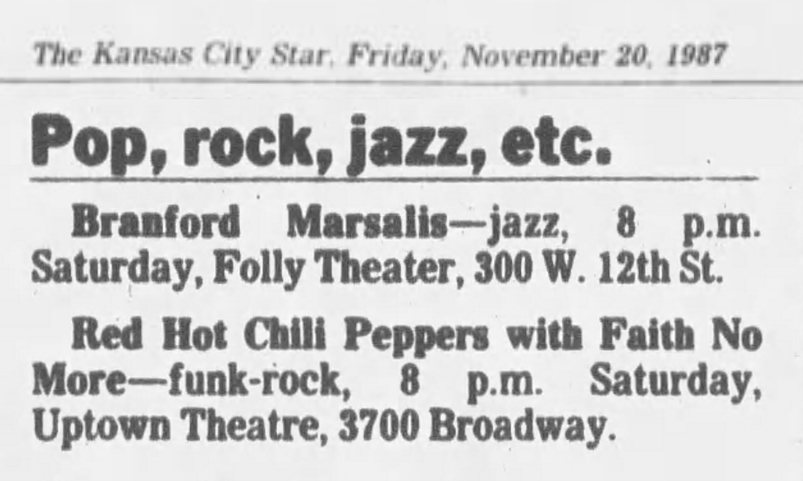 The Kansas City Star, Friday, November 20, 1987
Pop, rock, jazz, etc.
Branford Marsalis—jazz, 8 p.m.
Saturday, Folly Theater, 300 W. 12th St.
Red Hot Chili Peppers with Faith No
More—funk-rock, 8 p.m. Saturday,
Uptown Theatre, 3700 Broadway.